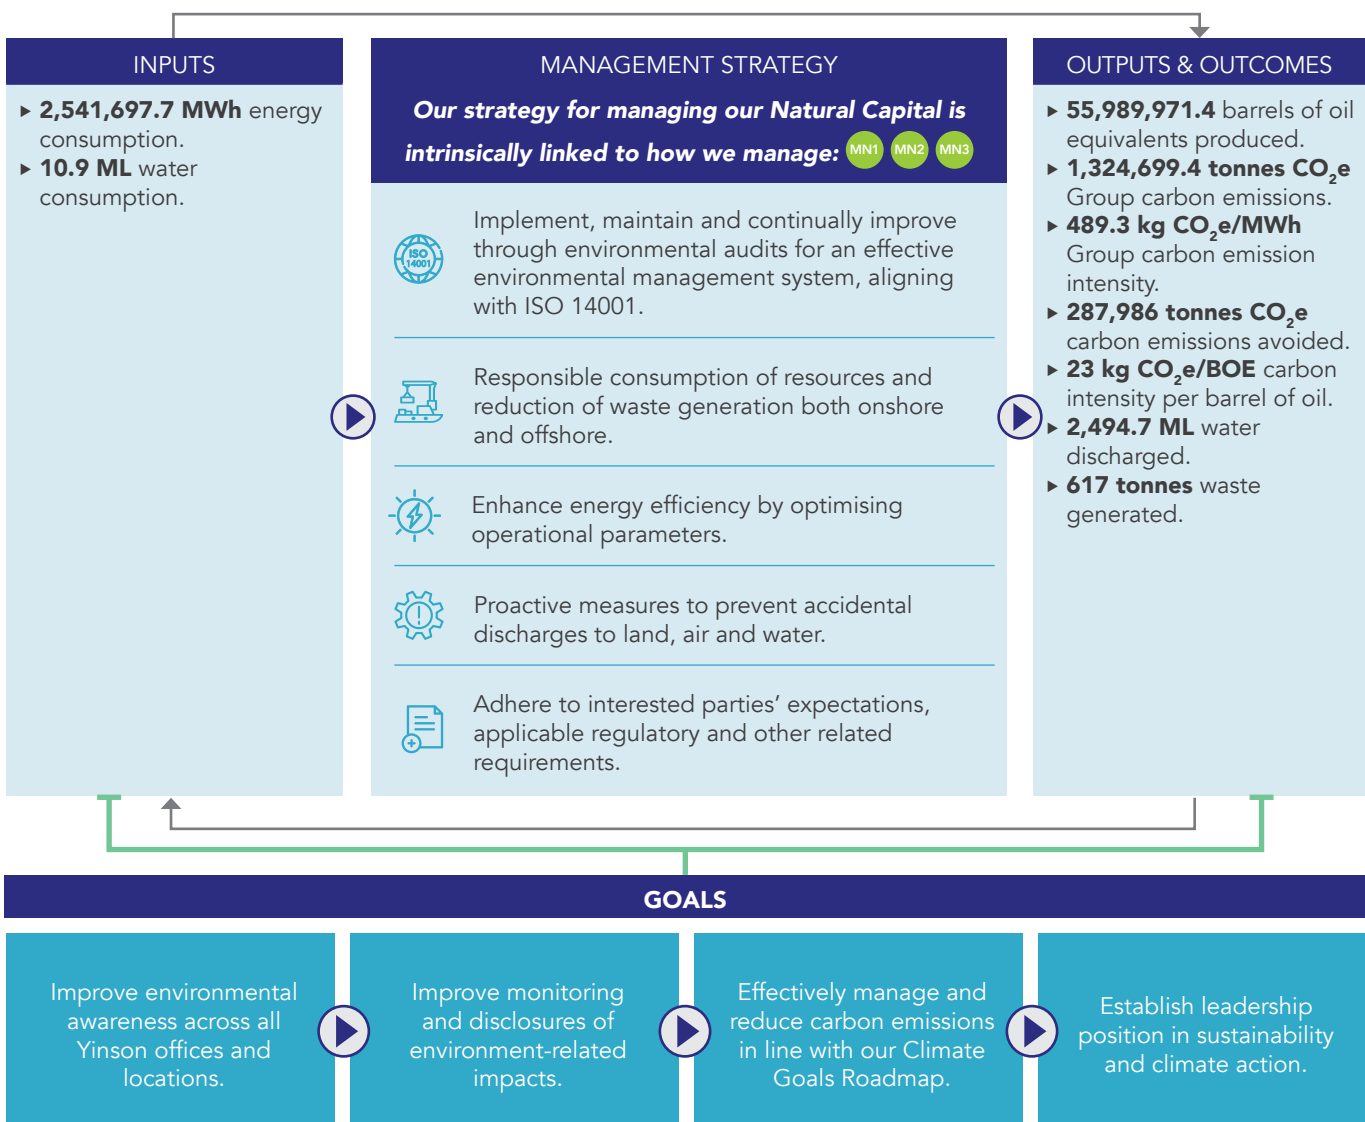 INPUTS
▸ 2,541,697.7 MWh energy
consumption.
▸ 10.9 ML water
consumption.
MANAGEMENT STRATEGY
Our strategy for managing our Natural Capital is
intrinsically linked to how we manage: MN1 MN2 MN3
ISO
14001
Implement, maintain and continually improve
through environmental audits for an effective
environmental management system, aligning
with ISO 14001.
Responsible consumption of resources and
reduction of waste generation both onshore
and offshore.
Enhance energy efficiency by optimising
operational parameters.
Proactive measures to prevent accidental
discharges to land, air and water.
Adhere to interested parties’ expectations,
applicable regulatory and other related
requirements.
OUTPUTS & OUTCOMES
▸ 55,989,971.4 barrels of oil
equivalents produced.
▸ 1,324,699.4 tonnes CO₂e
Group carbon emissions.
▸ 489.3 kg CO₂e/MWh
Group carbon emission
intensity.
▸ 287,986 tonnes CO₂e
carbon emissions avoided.
▸ 23 kg CO₂e/BOE carbon
intensity per barrel of oil.
▸ 2,494.7 ML water
discharged.
▸ 617 tonnes waste
generated.
GOALS
Improve environmental
awareness across all
Yinson offices and
locations.
Improve monitoring
and disclosures of
environment-related
impacts.
Effectively manage and
reduce carbon emissions
in line with our Climate
Goals Roadmap.
Establish leadership
position in sustainability
and climate action.